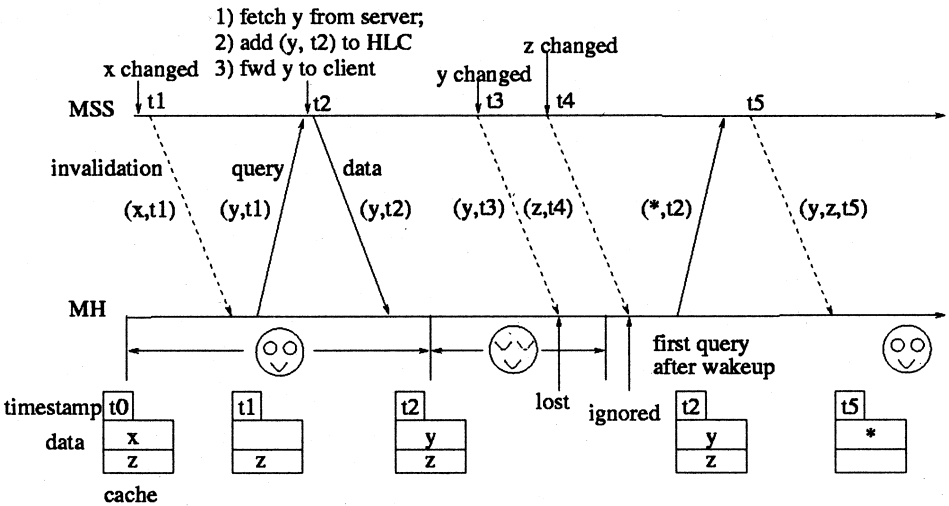 1) fetch y from server;
2) add (y, t2) to HLC
3) fwd y to client
x changed
y changed
z changed
MSS
t1
t2
t3
t4
t5
invalidation
query
data
(x,t1)
(y,t1)
(y,t2)
(y,t3)
(z,t4)
(*,t2)
(y,z,t5)
MH
first query
after wakeup
lost
ignored
timestamp
t0
t1
t2
t2
t5
data
x
y
y
*
z
z
z
z
cache